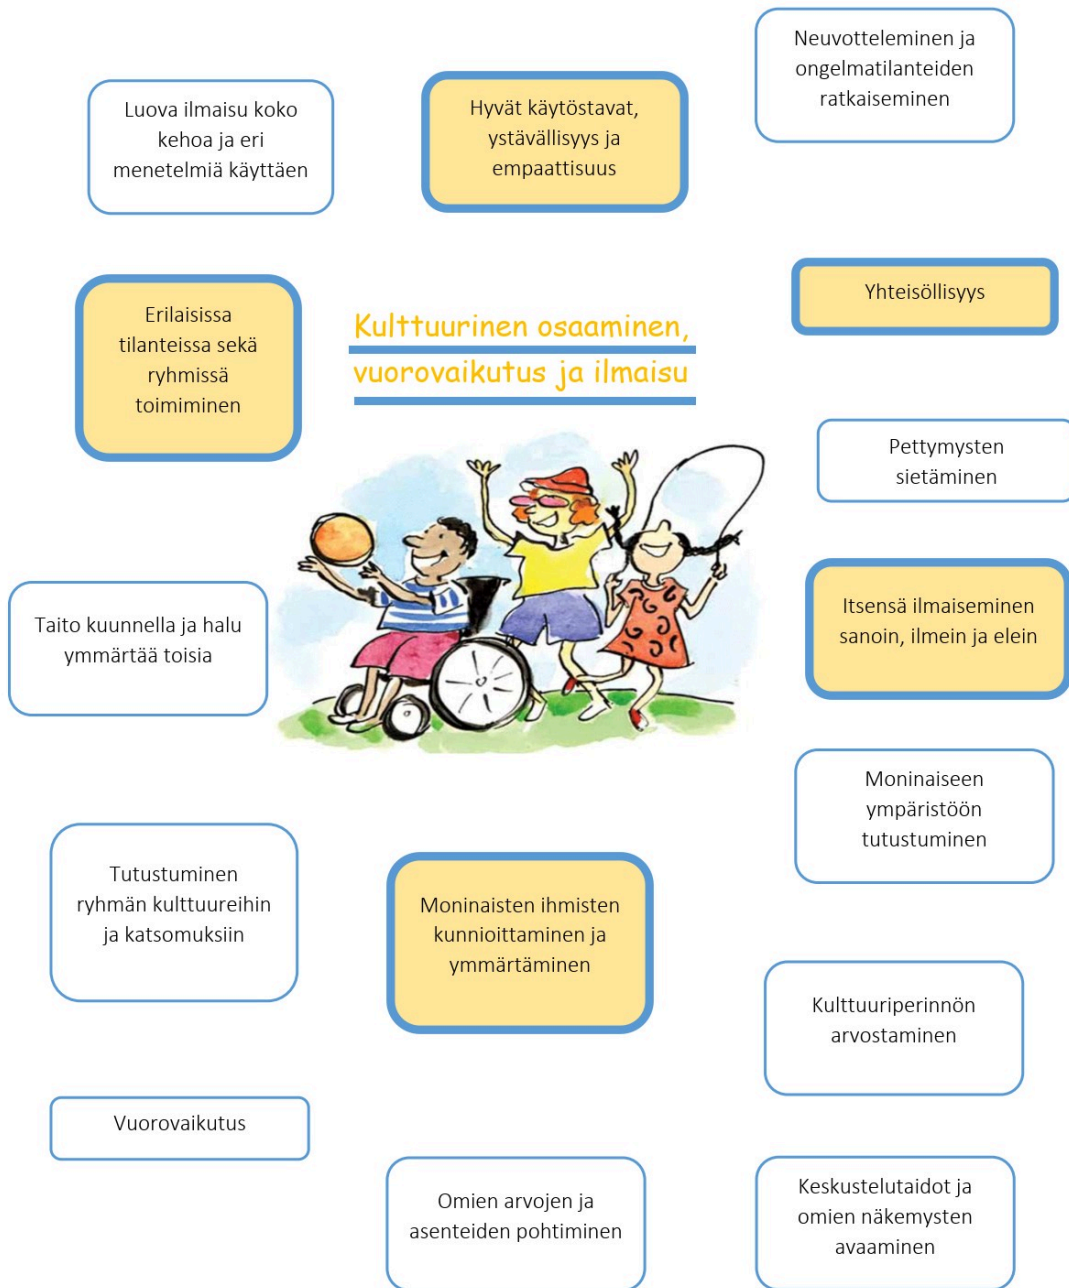 Neuvotteleminen ja
ongelmatilanteiden
ratkaiseminen
Luova ilmaisu koko
kehoa ja eri
menetelmiä käyttäen
Hyvät käytöstavat,
ystävällisyys ja
empaattisuus
Erilaisissa
tilanteissa sekä
ryhmissä
toimiminen
Kulttuurinen osaaminen,
vuorovaikutus ja ilmaisu
Yhteisöllisyys
Pettymysten
sietäminen
Taito kuunnella ja halu
ymmärtää toisia
Itsensä ilmaiseminen
sanoin, ilmein ja elein
Moninaiseen
ympäristöön
tutustuminen
Tutustuminen
ryhmän kulttuureihin
ja katsomuksiin
Moninaisten ihmisten
kunnioittaminen ja
ymmärtäminen
Kulttuuriperinnön
arvostaminen
Vuorovaikutus
Omien arvojen ja
asenteiden pohtiminen
Keskustelutaidot ja
omien näkemysten
avaaminen